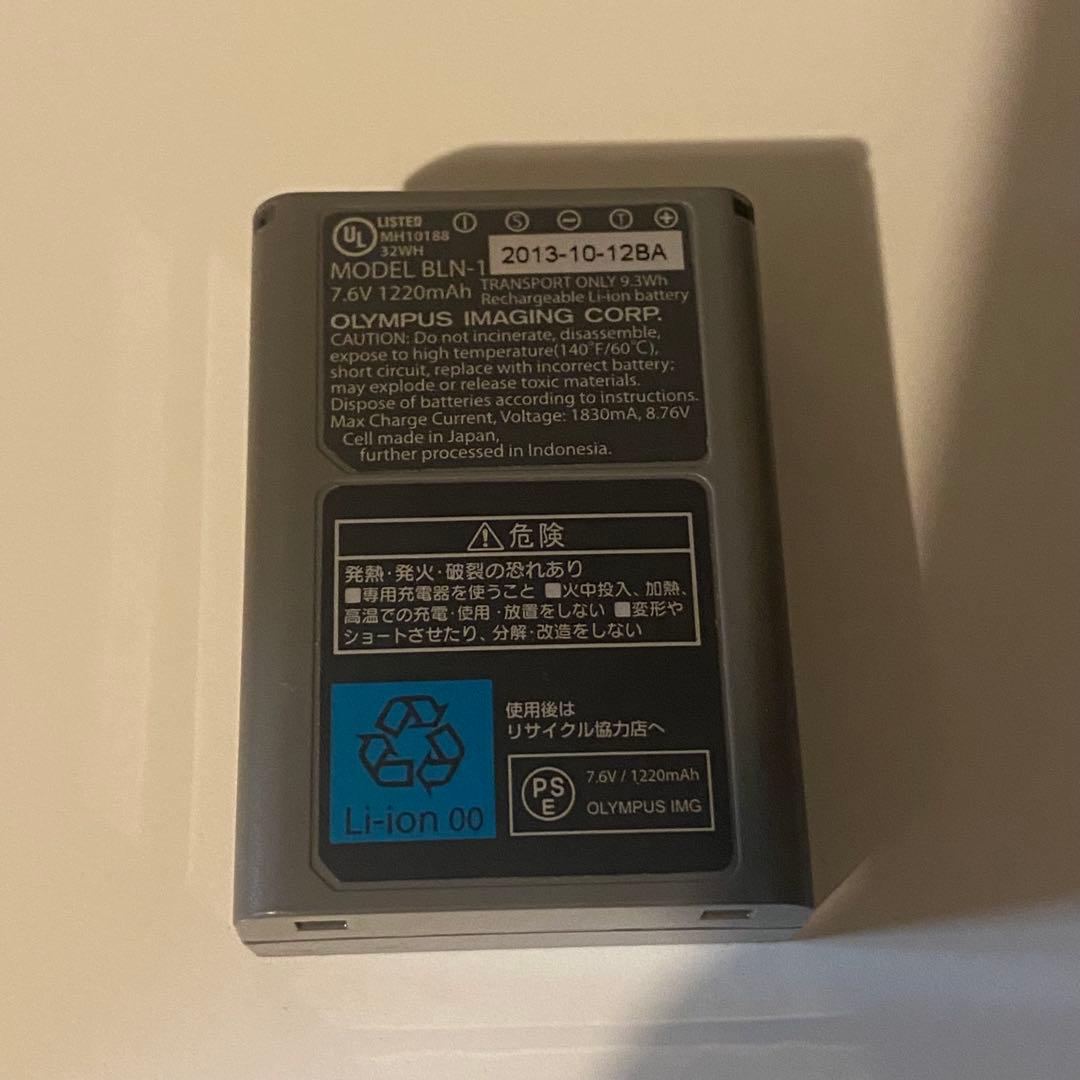 UL LISTED I S − T +
MH10188
32WH
2013-10-12BA
MODEL BLN-1 TRANSPORT ONLY 9.3Wh
7.6V 1220mAh Rechargeable Li-ion battery
OLYMPUS IMAGING CORP.
CAUTION: Do not incinerate, disassemble,
expose to high temperature(140°F/60°C),
short circuit, replace with incorrect battery;
may explode or release toxic materials.
Dispose of batteries according to instructions.
Max Charge Current, Voltage: 1830mA, 8.76V
Cell made in Japan,
further processed in Indonesia.
⚠危険
発熱・発火・破裂の恐れあり
■専用充電器を使うこと ■火中投入、加熱、
高温での充電・使用・放置をしない ■変形や
ショートさせたり、分解・改造をしない
使用後は
リサイクル協力店へ
Li-ion 00
PSE
7.6V / 1220mAh
OLYMPUS IMG